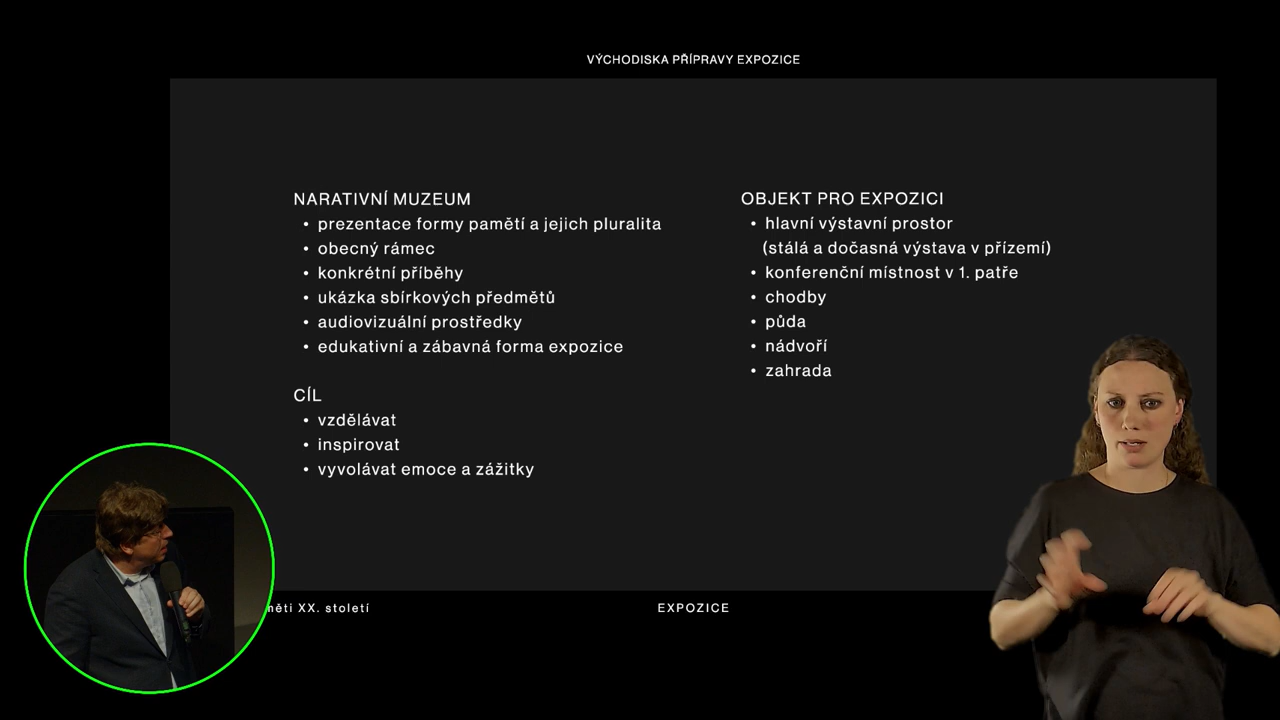 VÝCHODISKA PŘÍPRAVY EXPOZICE
NARATIVNÍ MUZEUM
• prezentace formy pamětí a jejich pluralita
• obecný rámec
• konkrétní příběhy
• ukázka sbírkových předmětů
• audiovizuální prostředky
• edukativní a zábavná forma expozice
CÍL
• vzdělávat
• inspirovat
• vyvolávat emoce a zážitky
OBJEKT PRO EXPOZICI
• hlavní výstavní prostor
(stálá a dočasná výstava v přízemí)
• konferenční místnost v 1. patře
• chodby
• půda
• nádvoří
• zahrada
XX. století
EXPOZICE